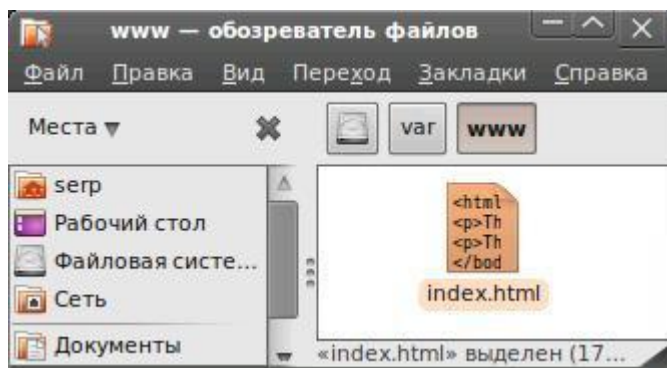 www — обозреватель файлов
Файл Правка Вид Переход Закладки Справка
Места
var www
serp
Рабочий стол
Файловая систе...
Сеть
Документы
<html
<p>Th
<p>Th
</bod
index.html
«index.html» выделен (17...